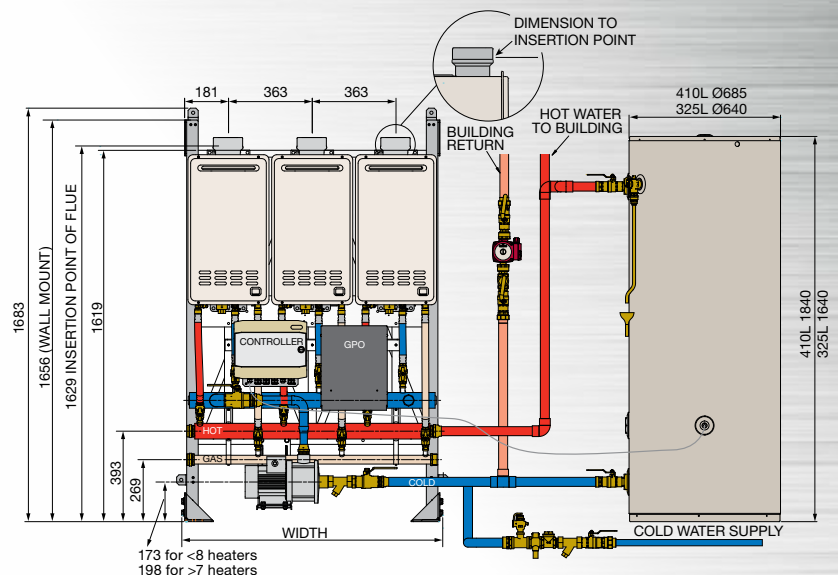 DIMENSION TO
INSERTION POINT
181
363
363
410L Ø685
325L Ø640
BUILDING
RETURN
HOT WATER
TO BUILDING
1683
1656 (WALL MOUNT)
1629 INSERTION POINT OF FLUE
1619
CONTROLLER
GPO
410L 1840
325L 1640
HOT
GAS
393
269
COLD
WIDTH
COLD WATER SUPPLY
173 for <8 heaters
198 for >7 heaters